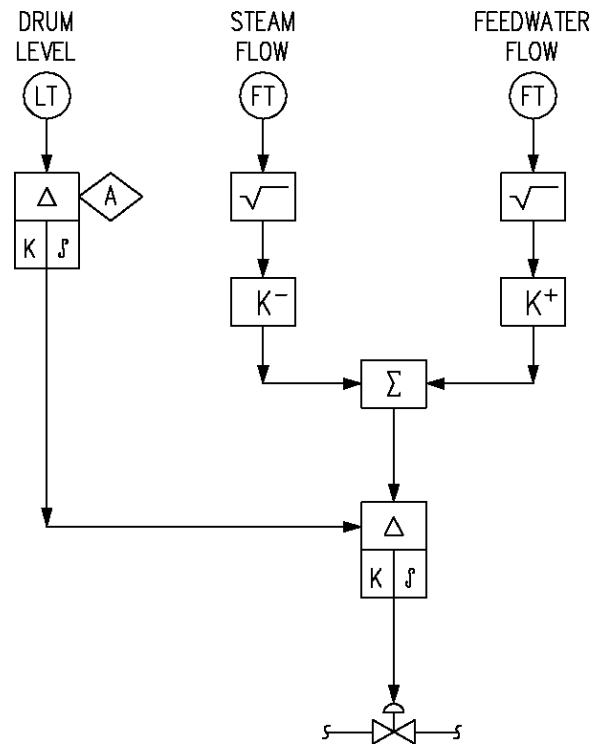 DRUM
LEVEL
STEAM
FLOW
FEEDWATER
FLOW
LT
FT
FT
Δ
A
√
√
K ∫
K⁻
K⁺
Σ
Δ
K ∫